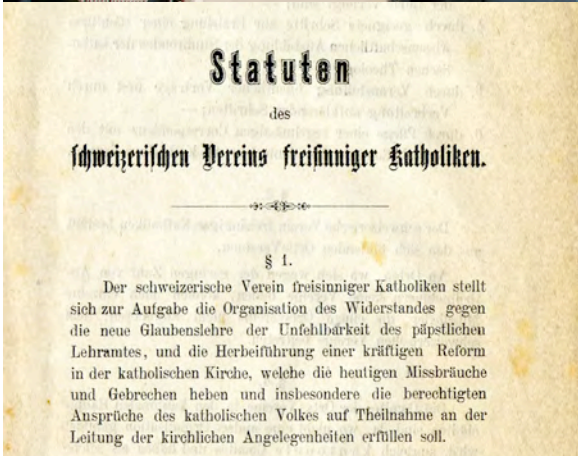 Statuten
des
schweizerischen Vereins freisinniger Katholiken.
§ 1.
Der schweizerische Verein freisinniger Katholiken stellt
sich zur Aufgabe die Organisation des Widerstandes gegen
die neue Glaubenslehre der Unfehlbarkeit des päpstlichen
Lehramtes, und die Herbeiführung einer kräftigen Reform
in der katholischen Kirche, welche die heutigen Missbräuche
und Gebrechen heben und insbesondere die berechtigten
Ansprüche des katholischen Volkes auf Theilnahme an der
Leitung der kirchlichen Angelegenheiten erfüllen soll.